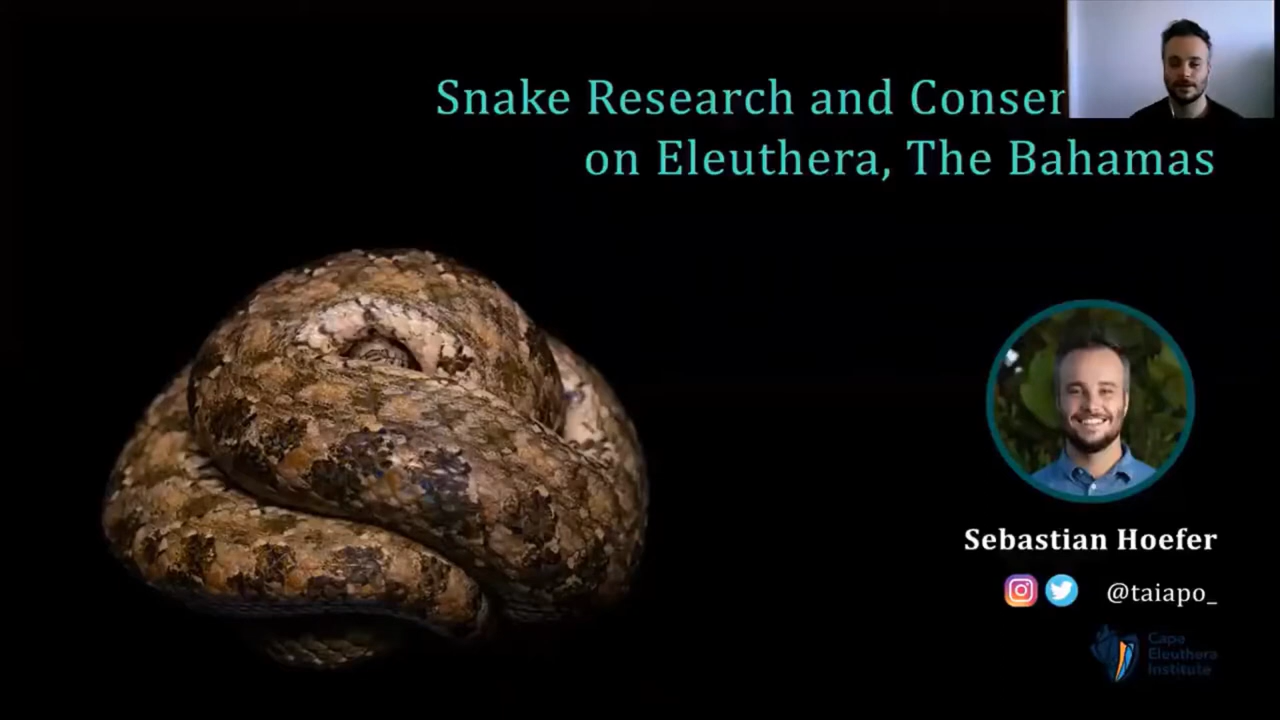 Snake Research and Conser
on Eleuthera, The Bahamas
Sebastian Hoefer
@taiapo_
Cape
Eleuthera
Institute